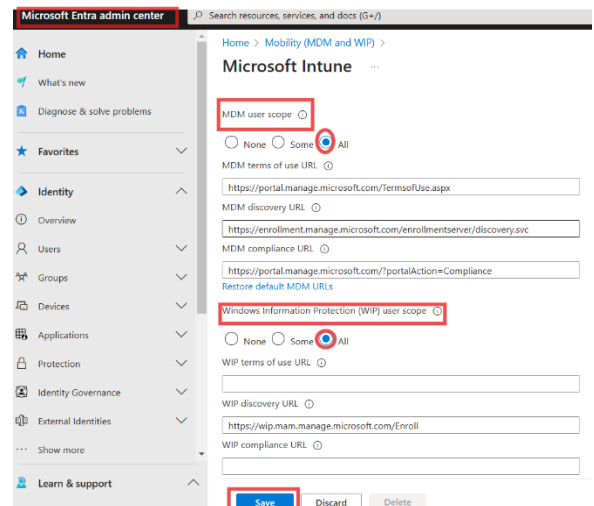 Microsoft Entra admin center
Search resources, services, and docs (G+/)
Home
What's new
Diagnose & solve problems
Favorites
Identity
Overview
Users
Groups
Devices
Applications
Protection
Identity Governance
External Identities
Show more
Learn & support
Home > Mobility (MDM and WIP) >
Microsoft Intune ...
MDM user scope
None Some All
MDM terms of use URL
https://portal.manage.microsoft.com/TermsofUse.aspx
MDM discovery URL
https://enrollment.manage.microsoft.com/enrollmentserver/discovery.svc
MDM compliance URL
https://portal.manage.microsoft.com/?portalAction=Compliance
Restore default MDM URLs
Windows Information Protection (WIP) user scope
None Some All
WIP terms of use URL
WIP discovery URL
https://wip.mam.manage.microsoft.com/Enroll
WIP compliance URL
Save Discard Delete